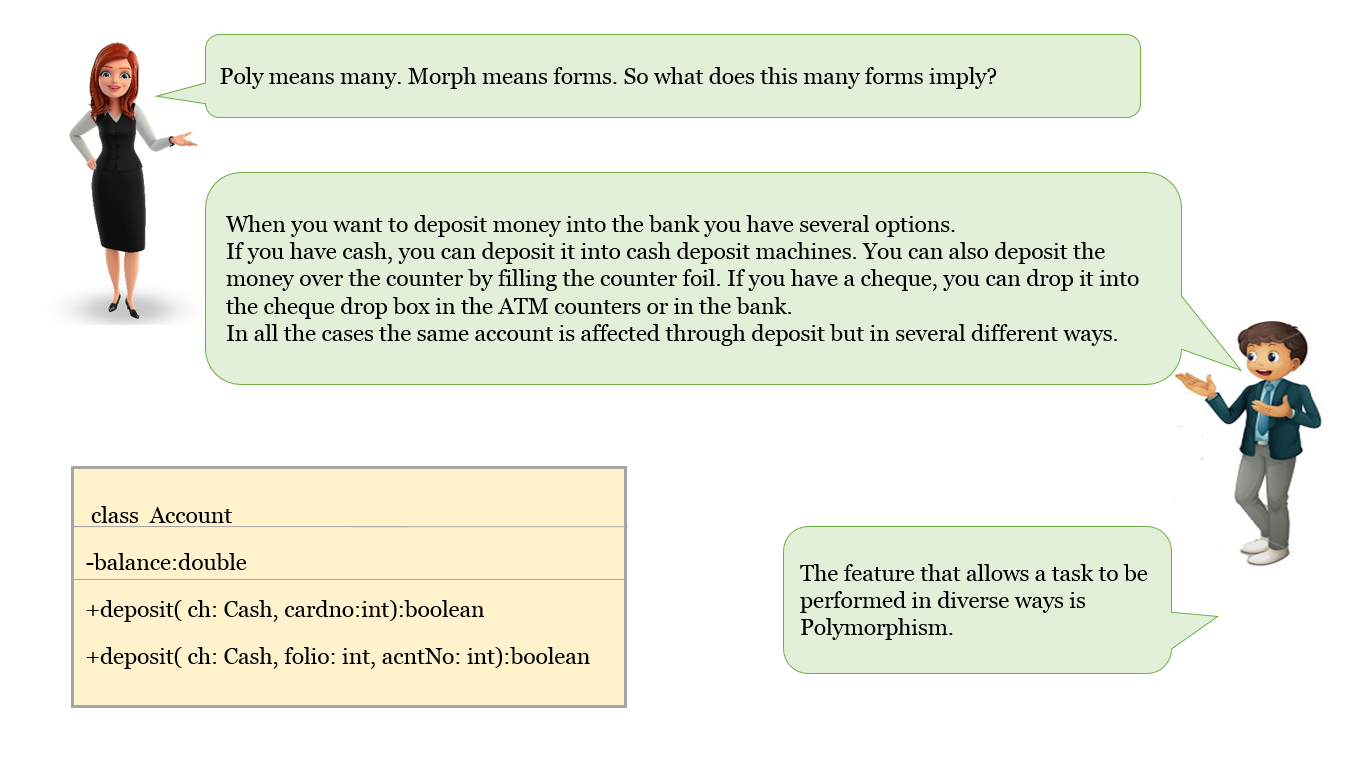 Poly means many. Morph means forms. So what does this many forms imply?
When you want to deposit money into the bank you have several options.
If you have cash, you can deposit it into cash deposit machines. You can also deposit the
money over the counter by filling the counter foil. If you have a cheque, you can drop it into
the cheque drop box in the ATM counters or in the bank.
In all the cases the same account is affected through deposit but in several different ways.
class Account
-balance:double
+deposit( ch: Cash, cardno:int):boolean
+deposit( ch: Cash, folio: int, acntNo: int):boolean
The feature that allows a task to be
performed in diverse ways is
Polymorphism.